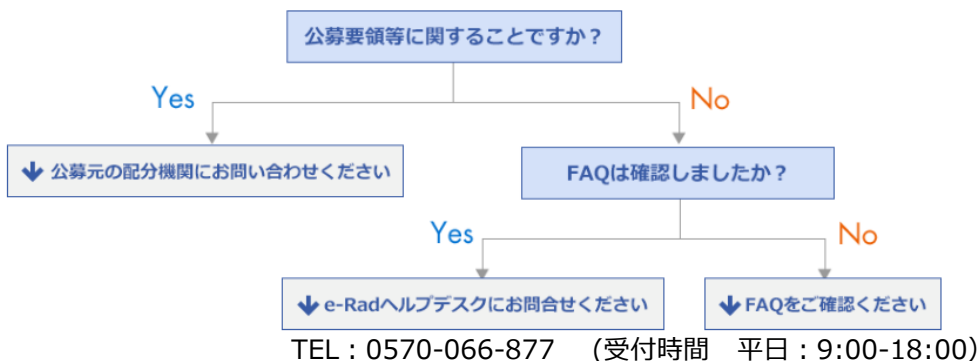 公募要領等に関することですか？
Yes
No
公募元の配分機関にお問い合わせください
FAQは確認しましたか？
Yes
No
e-Radヘルプデスクにお問合せください
FAQをご確認ください
TEL：0570-066-877　(受付時間　平日：9:00-18:00)